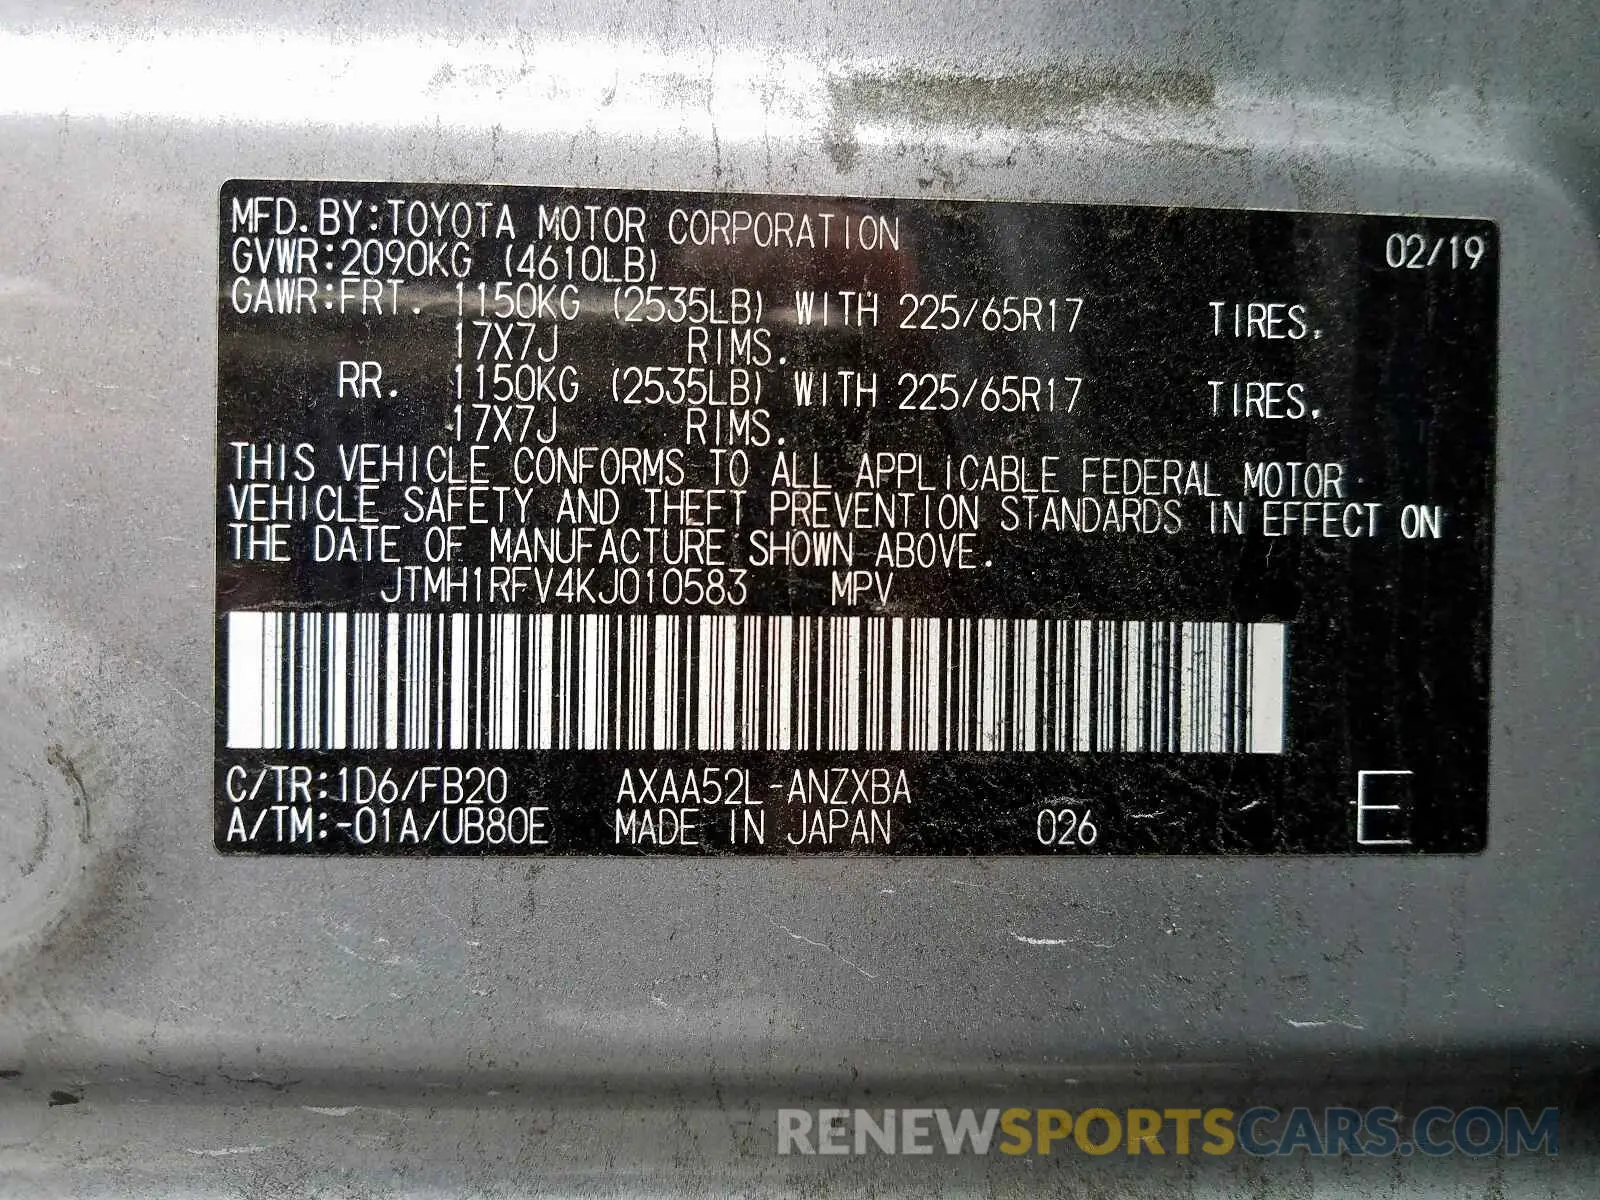 MFD. BY:TOYOTA MOTOR CORPORATION 02/19
GVWR:2090KG (4610LB)
GAWR:FRT. 1150KG (2535LB) WITH 225/65R17 TIRES.
17X7J RIMS.
RR. 1150KG (2535LB) WITH 225/65R17 TIRES.
17X7J RIMS.
THIS VEHICLE CONFORMS TO ALL APPLICABLE FEDERAL MOTOR
VEHICLE SAFETY AND THEFT PREVENTION STANDARDS IN EFFECT ON
THE DATE OF MANUFACTURE SHOWN ABOVE.
JTMH1RFV4KJ010583 MPV
C/TR:1D6/FB20 AXAA52L-ANZXBA
A/TM:-01A/UB80E MADE IN JAPAN 026 E
RENEWSPORTSCARS.COM